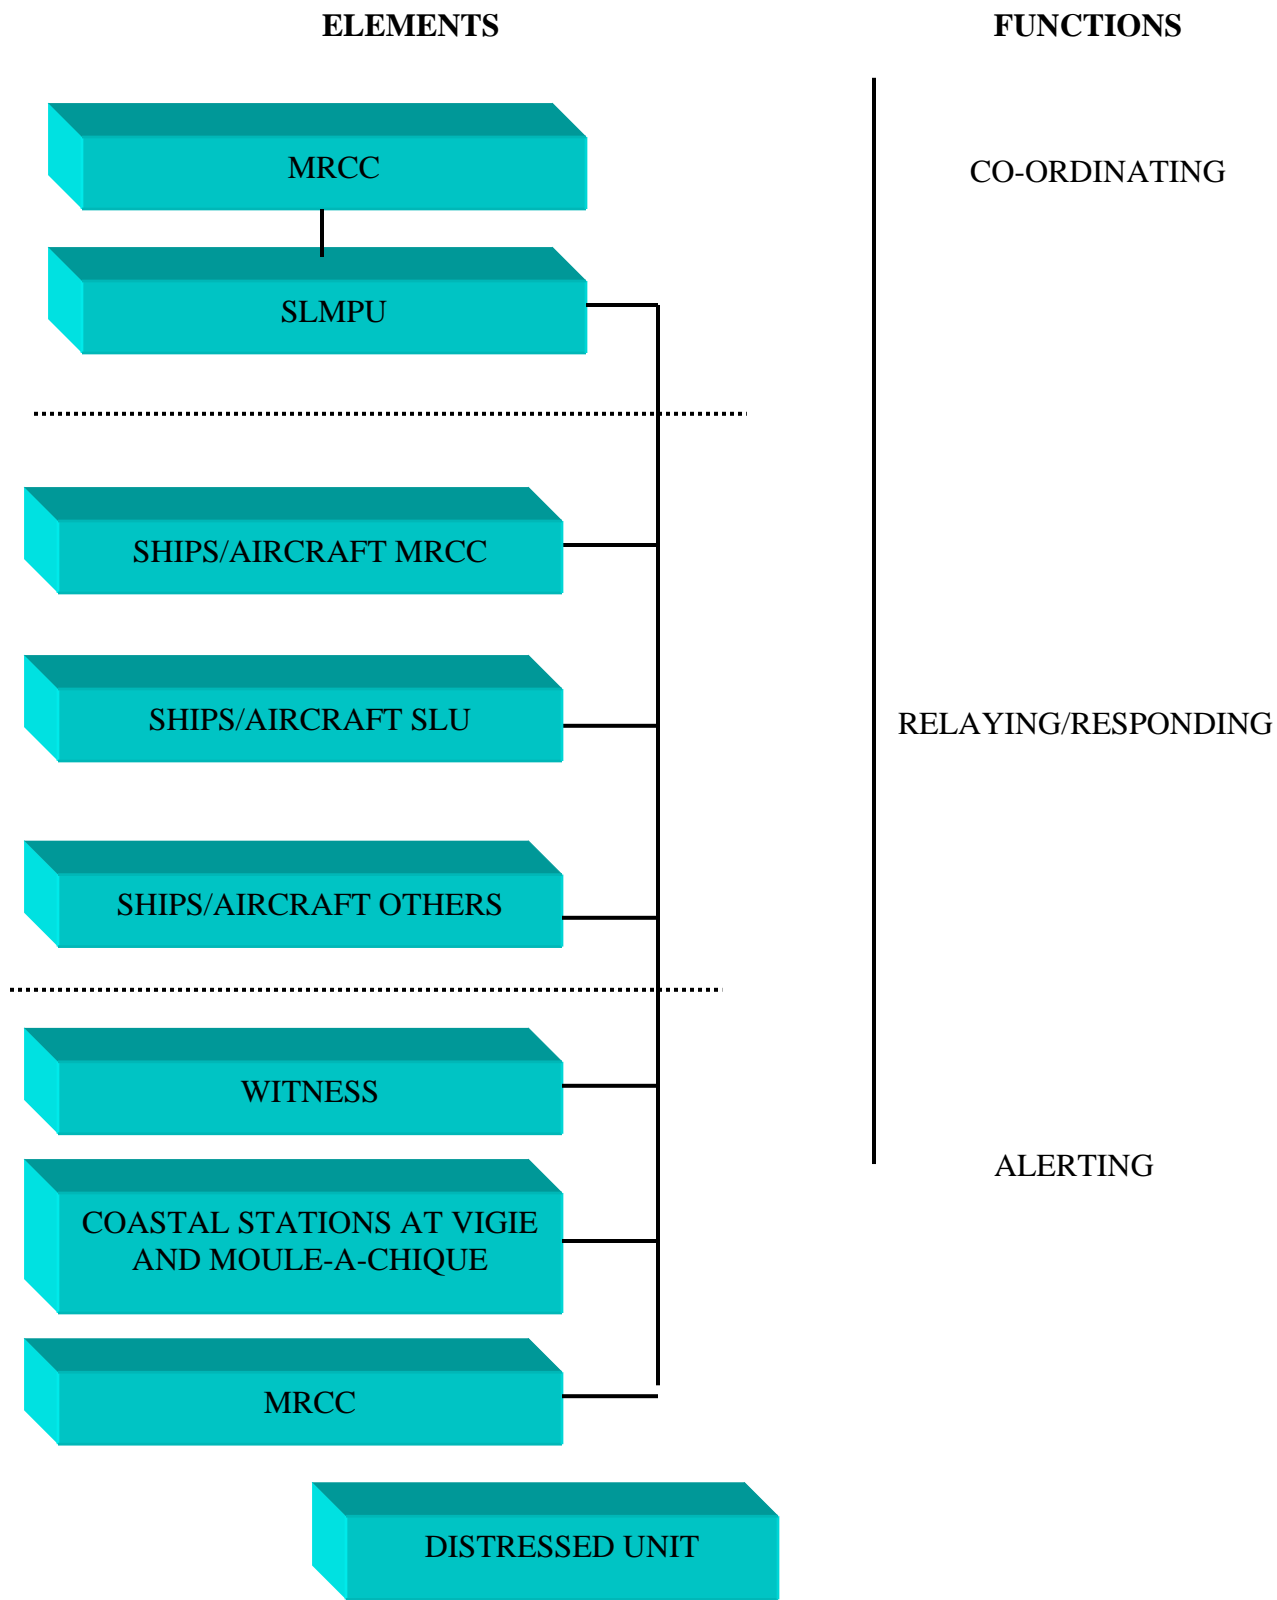 ELEMENTS
FUNCTIONS
MRCC
CO-ORDINATING
SLMPU
SHIPS/AIRCRAFT MRCC
SHIPS/AIRCRAFT SLU
RELAYING/RESPONDING
SHIPS/AIRCRAFT OTHERS
WITNESS
ALERTING
COASTAL STATIONS AT VIGIE
AND MOULE-A-CHIQUE
MRCC
DISTRESSED UNIT